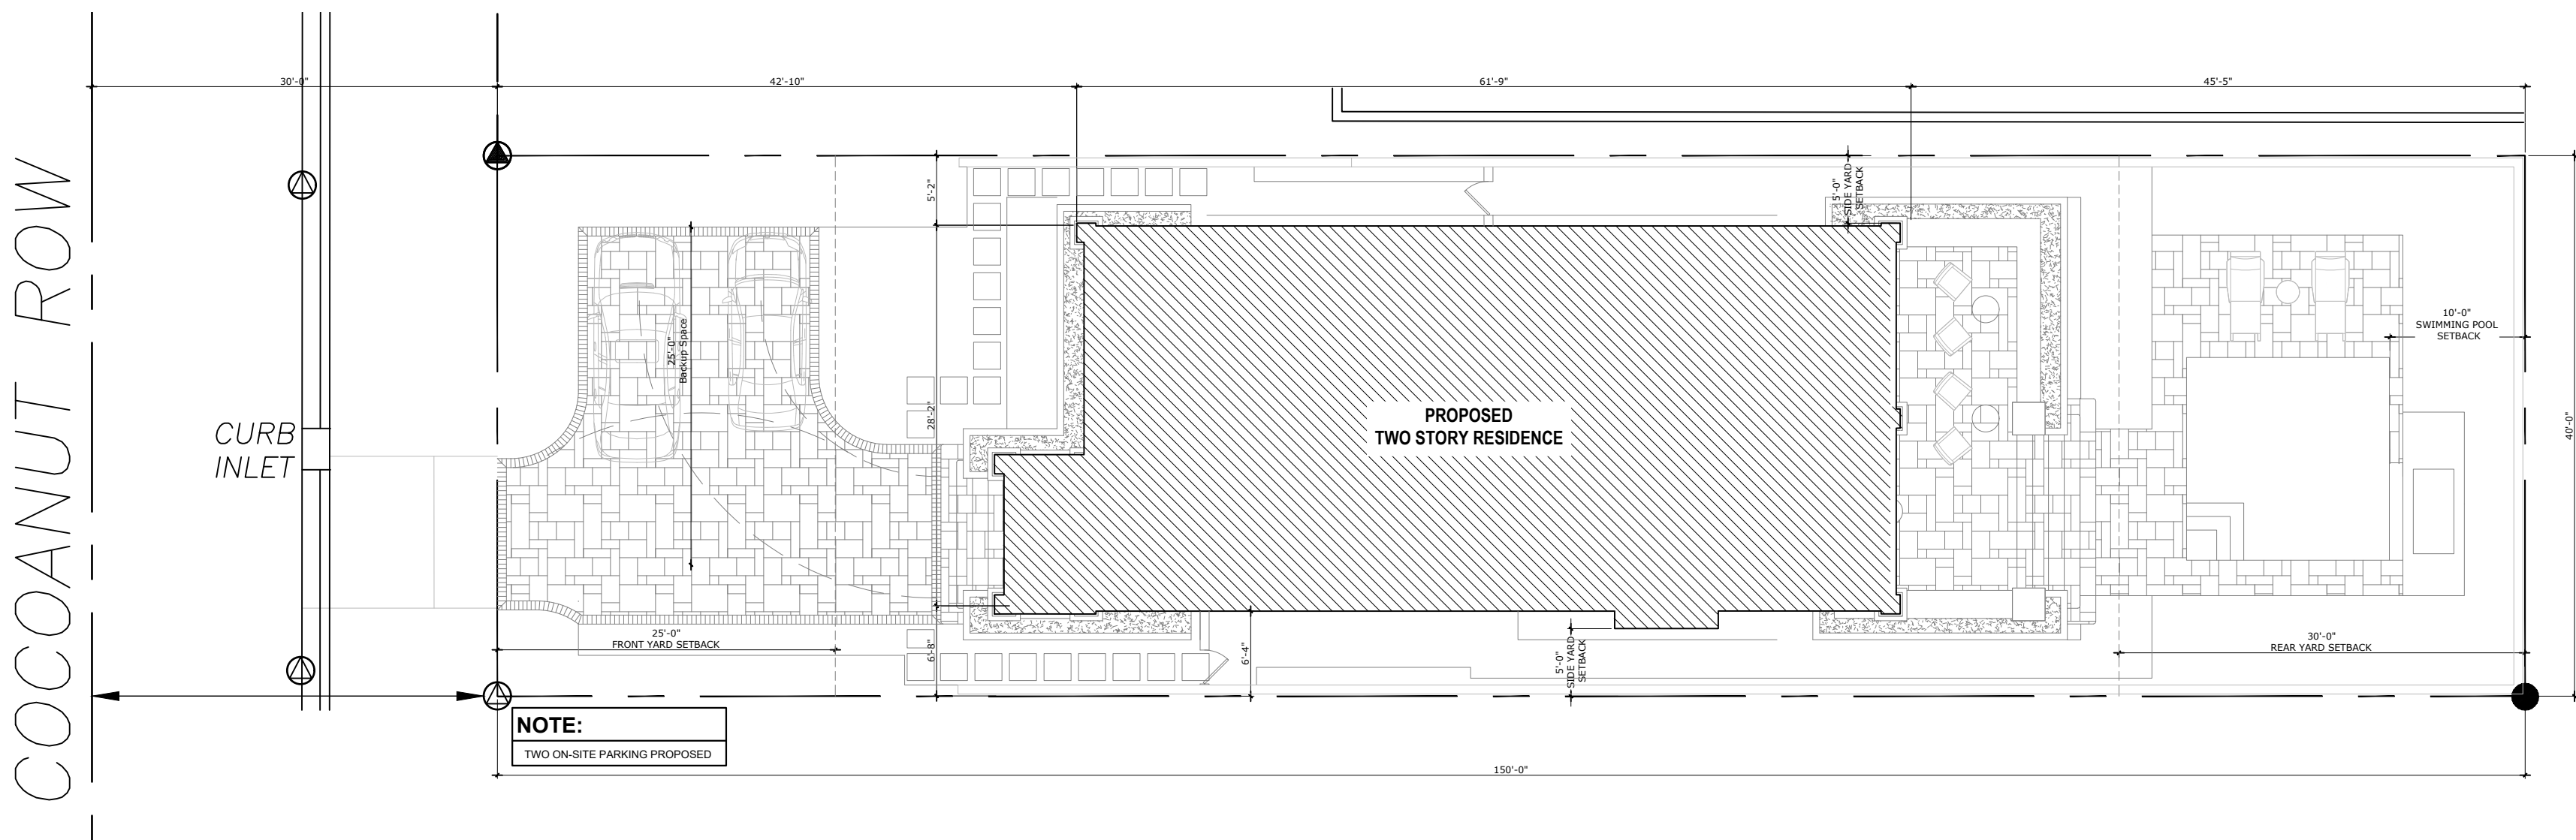 30'-0"
42'-10"
61'-9"
45'-5"
COCOANUT ROW
5'-2"
5'-0"
SIDE YARD
SETBACK
25'-0"
Backup Space
10'-0"
SWIMMING POOL
SETBACK
28'-2"
PROPOSED
TWO STORY RESIDENCE
40'-0"
CURB
INLET
25'-0"
FRONT YARD SETBACK
6'-8"
6'-4"
5'-0"
SIDE YARD
SETBACK
30'-0"
REAR YARD SETBACK
NOTE:
TWO ON-SITE PARKING PROPOSED
150'-0"